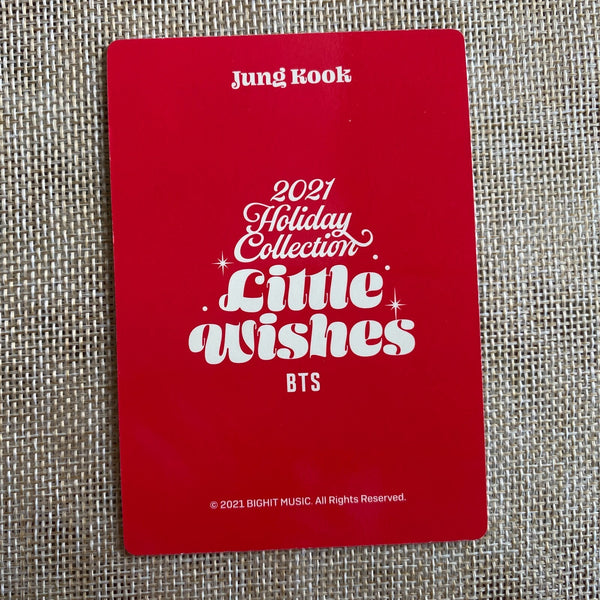 Jung Kook
2021
Holiday
Collection
Little
Wishes
BTS
© 2021 BIGHIT MUSIC. All Rights Reserved.